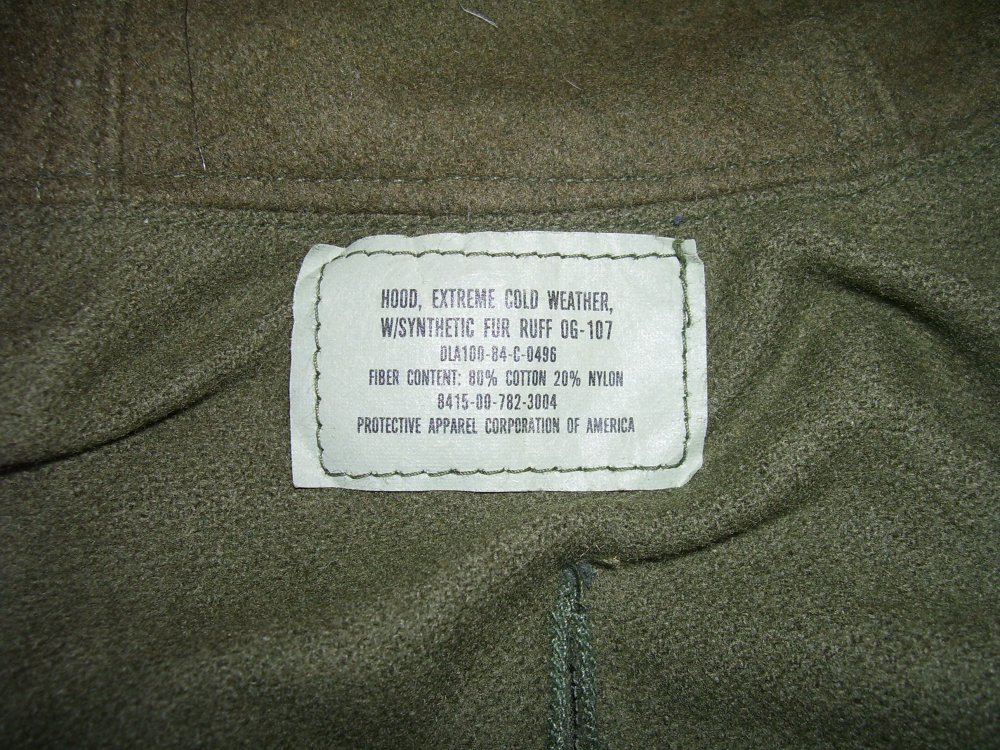 HOOD, EXTREME COLD WEATHER,
W/SYNTHETIC FUR RUFF OG-107
DLA100-84-C-0496
FIBER CONTENT: 80% COTTON 20% NYLON
8415-00-782-3004
PROTECTIVE APPAREL CORPORATION OF AMERICA